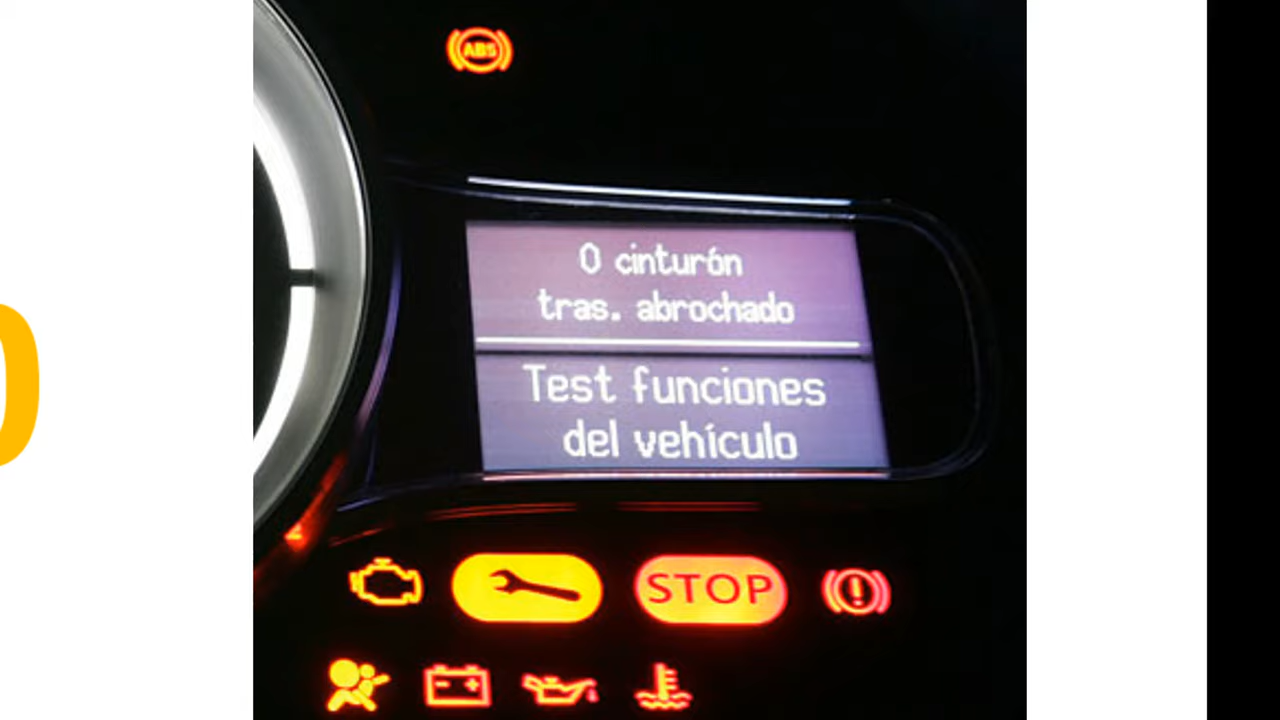 ABS
0 cinturón
tras. abrochado
Test funciones
del vehículo
STOP